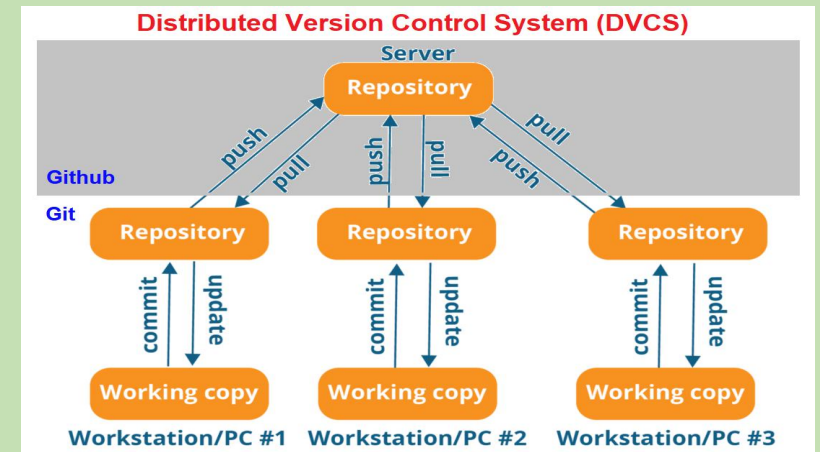 Distributed Version Control System (DVCS)
Server
Repository
push
pull
push
pull
push
pull
Github
Git
Repository
Repository
Repository
commit
update
commit
update
commit
update
Working copy
Working copy
Working copy
Workstation/PC #1
Workstation/PC #2
Workstation/PC #3